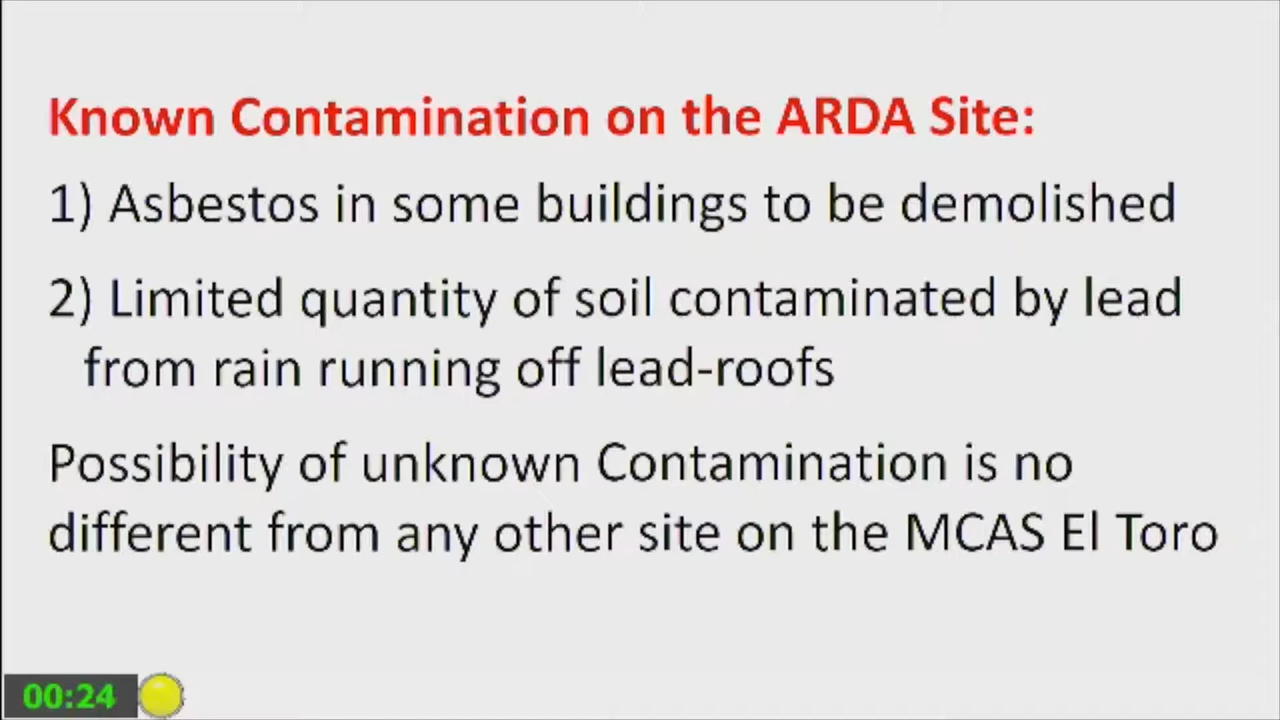 Known Contamination on the ARDA Site:
1) Asbestos in some buildings to be demolished
2) Limited quantity of soil contaminated by lead
from rain running off lead-roofs
Possibility of unknown Contamination is no
different from any other site on the MCAS El Toro
00:24